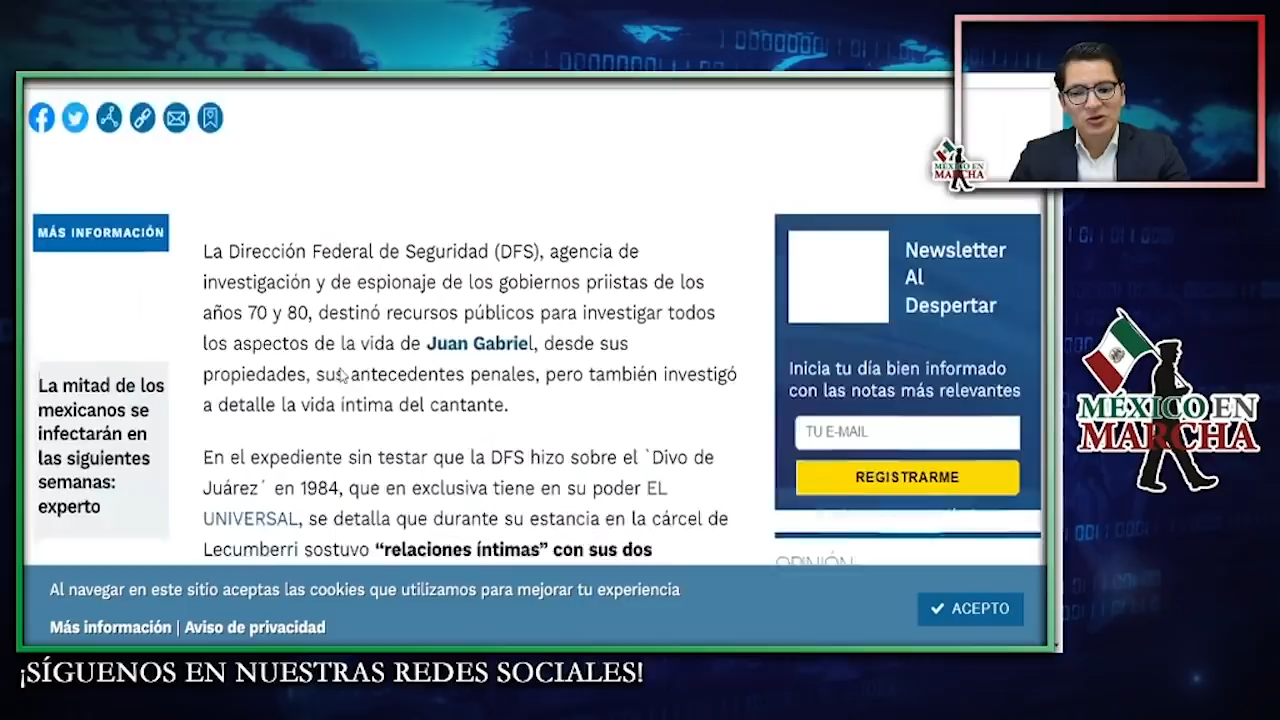 MÁS INFORMACIÓN
La mitad de los
mexicanos se
infectarán en
las siguientes
semanas:
experto
La Dirección Federal de Seguridad (DFS), agencia de
investigación y de espionaje de los gobiernos priistas de los
años 70 y 80, destinó recursos públicos para investigar todos
los aspectos de la vida de Juan Gabriel, desde sus
propiedades, sus antecedentes penales, pero también investigó
a detalle la vida íntima del cantante.
En el expediente sin testar que la DFS hizo sobre el `Divo de
Juárez´ en 1984, que en exclusiva tiene en su poder EL
UNIVERSAL, se detalla que durante su estancia en la cárcel de
Lecumberri sostuvo “relaciones íntimas” con sus dos
Newsletter
Al
Despertar
Inicia tu día bien informado
con las notas más relevantes
TU E-MAIL
REGISTRARME
OPINIÓN
Al navegar en este sitio aceptas las cookies que utilizamos para mejorar tu experiencia
Más información | Aviso de privacidad
ACEPTO
MÉXICO EN
MARCHA
MÉXICO EN
MARCHA
¡SÍGUENOS EN NUESTRAS REDES SOCIALES!